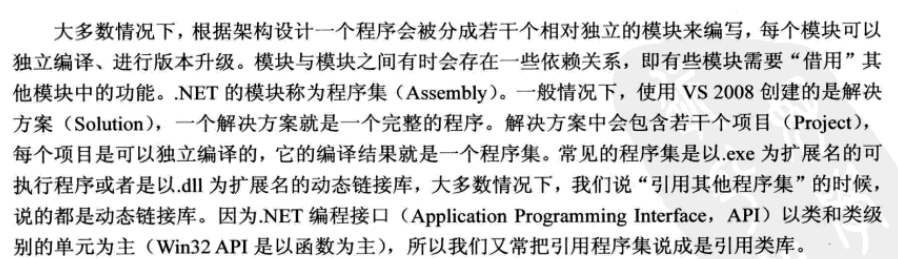 大多数情况下，根据架构设计一个程序会被分成若干个相对独立的模块来编写，每个模块可以
独立编译、进行版本升级。模块与模块之间有时会存在一些依赖关系，即有些模块需要“借用”其
他模块中的功能。.NET 的模块称为程序集（Assembly）。一般情况下，使用 VS 2008 创建的是解决
方案（Solution），一个解决方案就是一个完整的程序。解决方案中会包含若干个项目（Project），
每个项目是可以独立编译的，它的编译结果就是一个程序集。常见的程序集是以.exe 为扩展名的可
执行程序或者是以.dll 为扩展名的动态链接库，大多数情况下，我们说“引用其他程序集”的时候，
说的都是动态链接库。因为.NET 编程接口（Application Programming Interface，API）以类和类级
别的单元为主（Win32 API 是以函数为主），所以我们又常把引用程序集说成是引用类库。